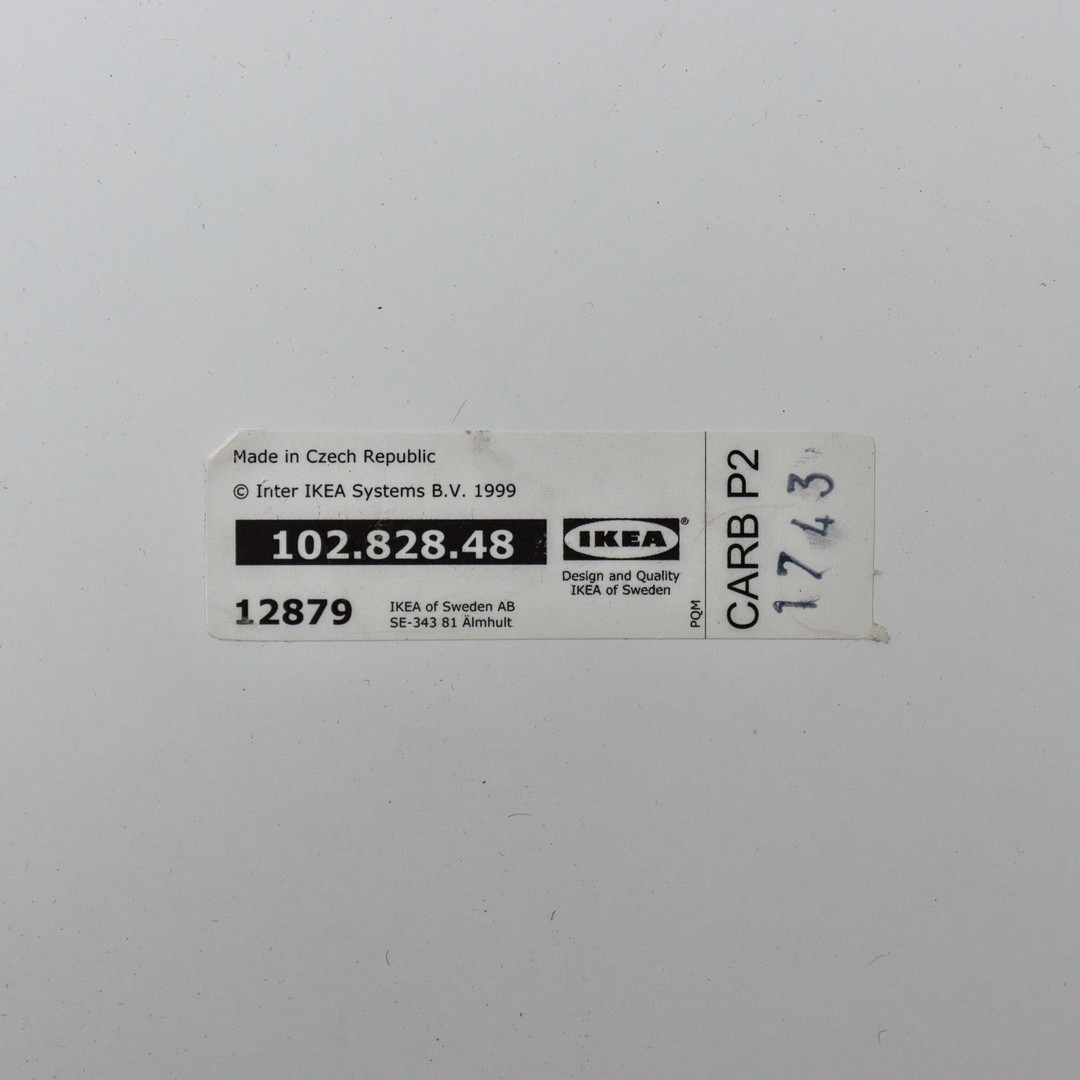 Made in Czech Republic
© Inter IKEA Systems B.V. 1999
102.828.48
IKEA®
Design and Quality
IKEA of Sweden
12879
IKEA of Sweden AB
SE-343 81 Älmhult
PQM
CARB P2
1743